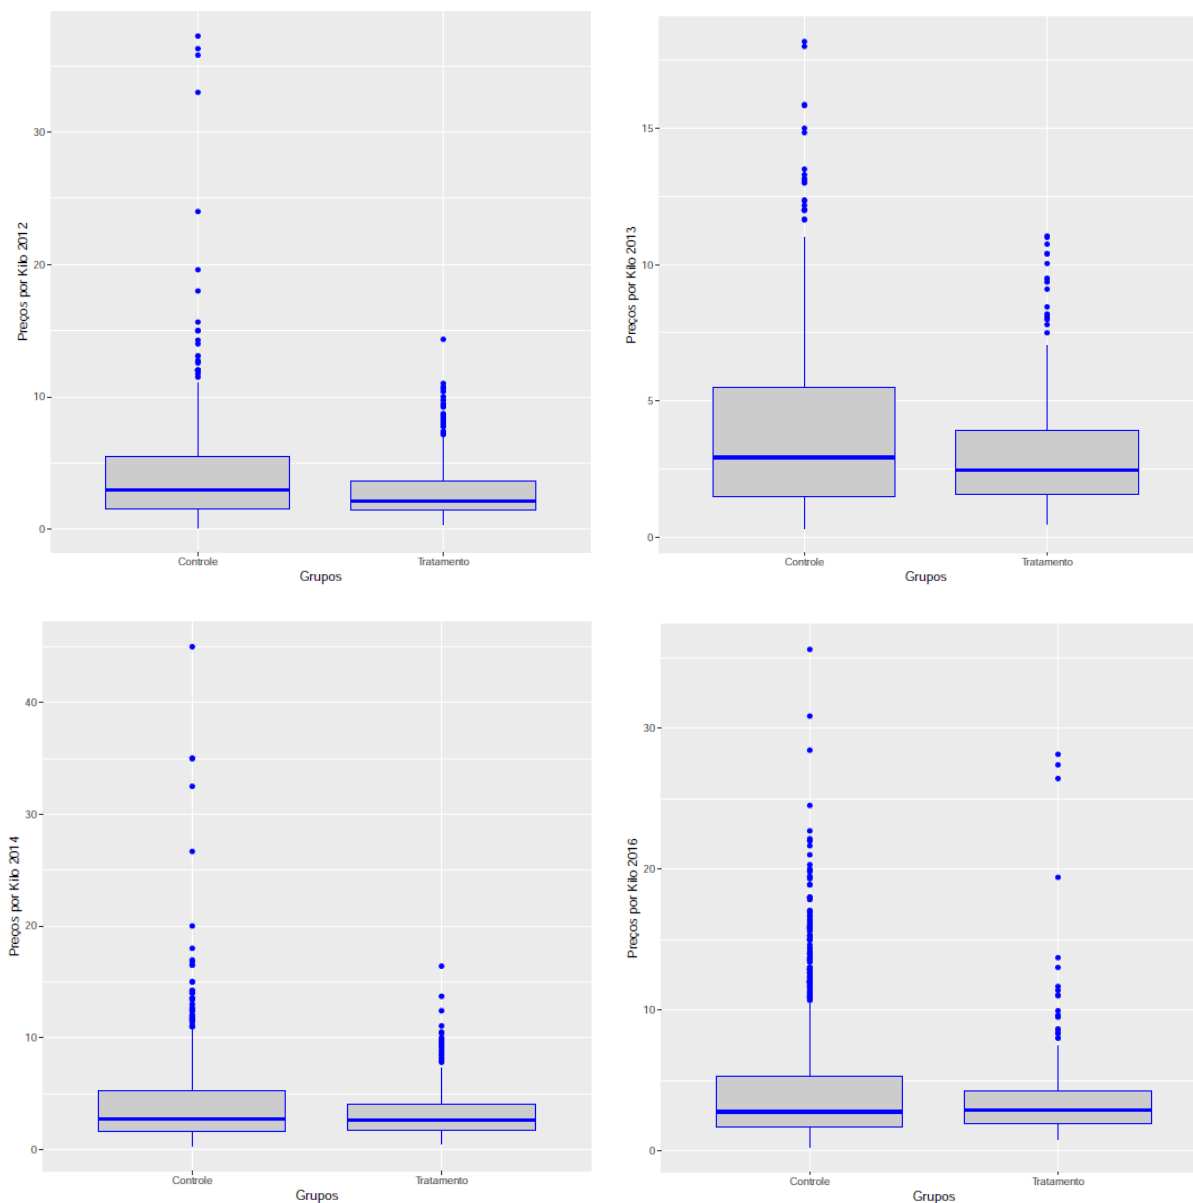 Preços por Kilo 2012
30
20
10
0
Controle Tratamento
Grupos
Preços por Kilo 2013
15
10
5
0
Controle Tratamento
Grupos
Preços por Kilo 2014
40
30
20
10
0
Controle Tratamento
Grupos
Preços por Kilo 2016
30
20
10
0
Controle Tratamento
Grupos